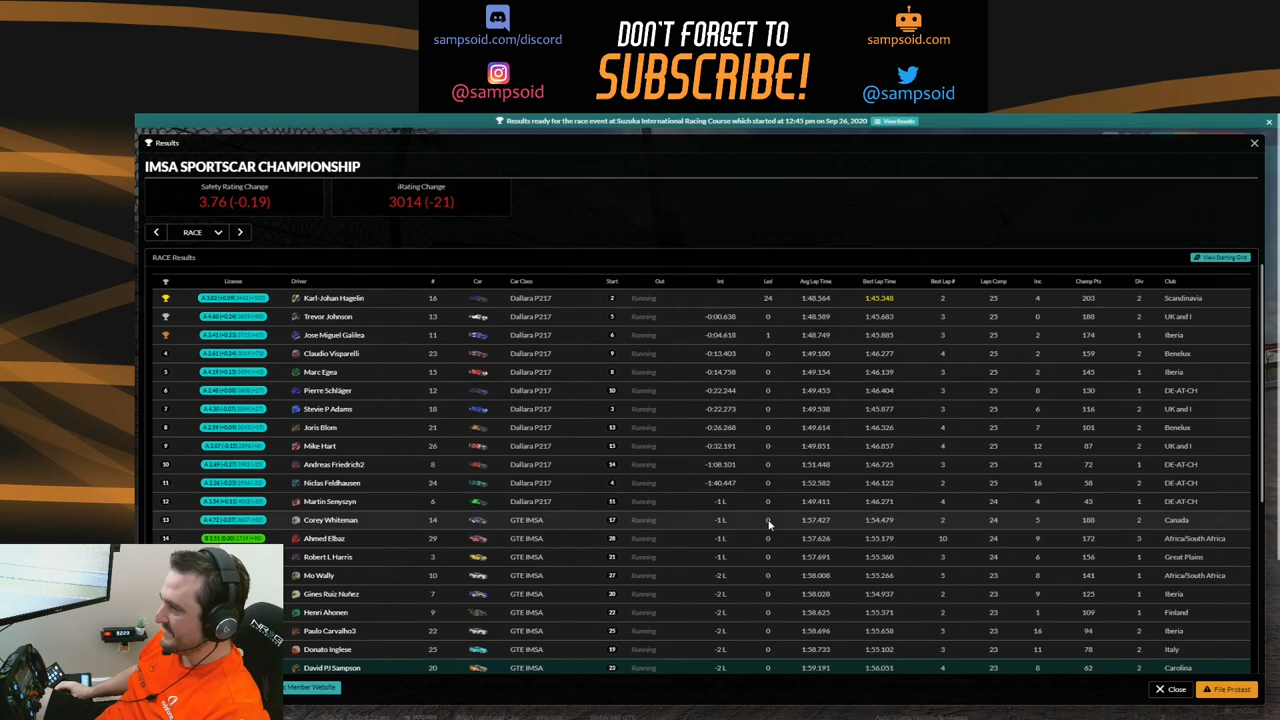 sampsoid.com/discord
@sampsoid
DON'T FORGET TO
SUBSCRIBE!
sampsoid.com
@sampsoid
Results ready for the race event at Suzuka International Racing Course which started at 12:45 pm on Sep 26, 2020 View Results
Results
IMSA SPORTSCAR CHAMPIONSHIP
Safety Rating Change
3.76 (-0.19)
iRating Change
3014 (-21)
RACE
RACE Results
View Starting Grid
License Driver # Car Car Class Start Out Int Led Avg Lap Time Best Lap Time Best Lap# Laps Comp Inc Champ Pts Div Club
Karl-Johan Hagelin 16 Dallara P217 2 Running 24 1:48.564 1:45.348 2 25 0 203 2 Scandinavia
Trevor Johnson 13 Dallara P217 5 Running -0:00.638 0 1:48.589 1:45.683 3 25 0 188 2 UK and I
Jose Miguel Galilea 11 Dallara P217 6 Running -0:04.618 1 1:48.749 1:45.885 3 25 4 174 1 Iberia
4 Claudio Visparelli 23 Dallara P217 9 Running -0:13.403 0 1:49.100 1:46.277 4 25 2 159 2 Benelux
5 Marc Egea 15 Dallara P217 8 Running -0:14.758 0 1:49.154 1:46.139 3 25 2 145 1 Iberia
6 Pierre Schläger 12 Dallara P217 10 Running -0:22.244 0 1:49.453 1:46.404 3 25 8 130 1 DE-AT-CH
7 Stevie P Adams 18 Dallara P217 3 Running -0:22.273 0 1:49.538 1:45.877 3 25 6 116 2 UK and I
8 Joris Blom 21 Dallara P217 13 Running -0:26.268 0 1:49.614 1:46.326 4 25 7 101 2 Benelux
9 Mike Hart 26 Dallara P217 15 Running -0:32.191 0 1:49.851 1:46.857 4 25 12 87 2 UK and I
10 Andreas Friedrich2 8 Dallara P217 14 Running -1:08.101 0 1:51.448 1:46.725 3 25 12 72 1 DE-AT-CH
11 Niclas Feldhausen 24 Dallara P217 4 Running -1:40.447 0 1:52.582 1:46.122 3 25 16 58 1 DE-AT-CH
12 Martin Senyszyn 6 Dallara P217 11 Running -1 L 0 1:49.411 1:46.271 4 24 4 43 1 DE-AT-CH
13 Corey Whiteman 14 GTE IMSA 17 Running -1 L 0 1:57.427 1:54.479 2 24 5 188 2 Canada
14 Ahmed Elbaz 29 GTE IMSA 28 Running -1 L 0 1:57.626 1:55.179 10 24 9 172 3 Africa/South Africa
Robert L Harris 3 GTE IMSA 21 Running -1 L 0 1:57.691 1:55.360 3 24 6 156 1 Great Plains
Mo Wally 10 GTE IMSA 27 Running -2 L 0 1:58.008 1:55.266 2 23 8 141 1 Africa/South Africa
Gines Ruiz Nuñez 7 GTE IMSA 20 Running -2 L 0 1:58.028 1:54.937 2 23 9 125 1 Iberia
Henri Ahonen 9 GTE IMSA 22 Running -2 L 0 1:58.625 1:55.371 2 23 1 109 1 Finland
Paulo Carvalho3 22 GTE IMSA 25 Running -2 L 0 1:58.696 1:55.658 5 23 16 94 1 Iberia
Donato Inglese 25 GTE IMSA 19 Running -2 L 0 1:58.733 1:55.102 3 23 11 78 1 Italy
David PJ Sampson 20 GTE IMSA 23 Running -2 L 0 1:59.191 1:56.051 4 23 8 62 2 Carolina
Member Website
Close
File Protest